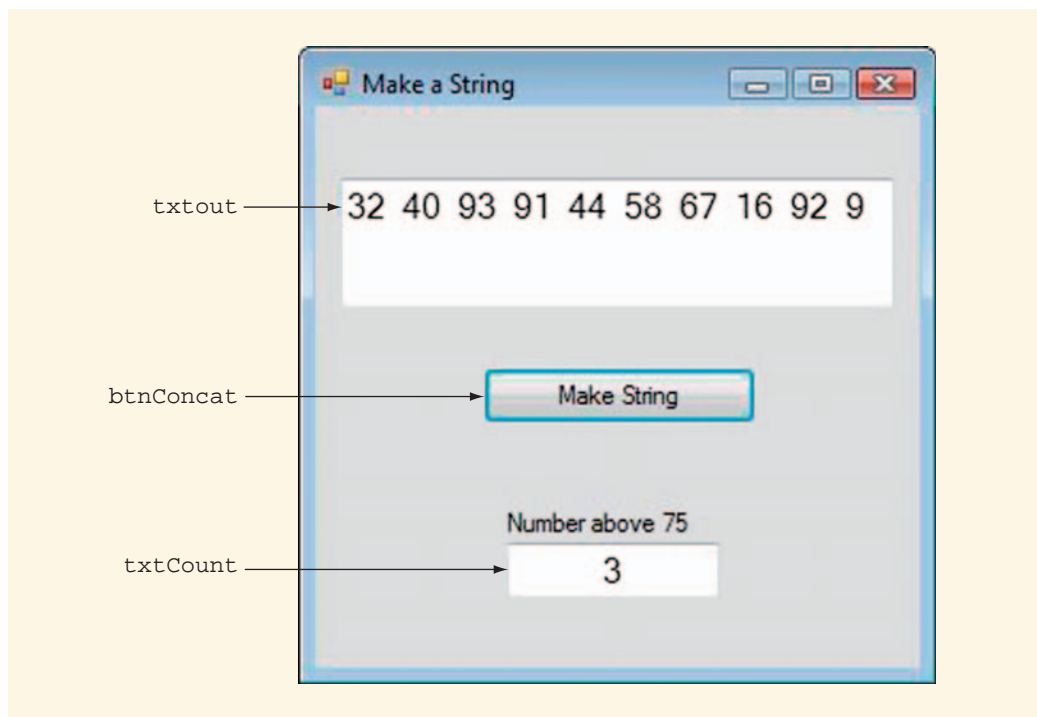 Make a String
txtout
32 40 93 91 44 58 67 16 92 9
btnConcat
Make String
Number above 75
txtCount
3